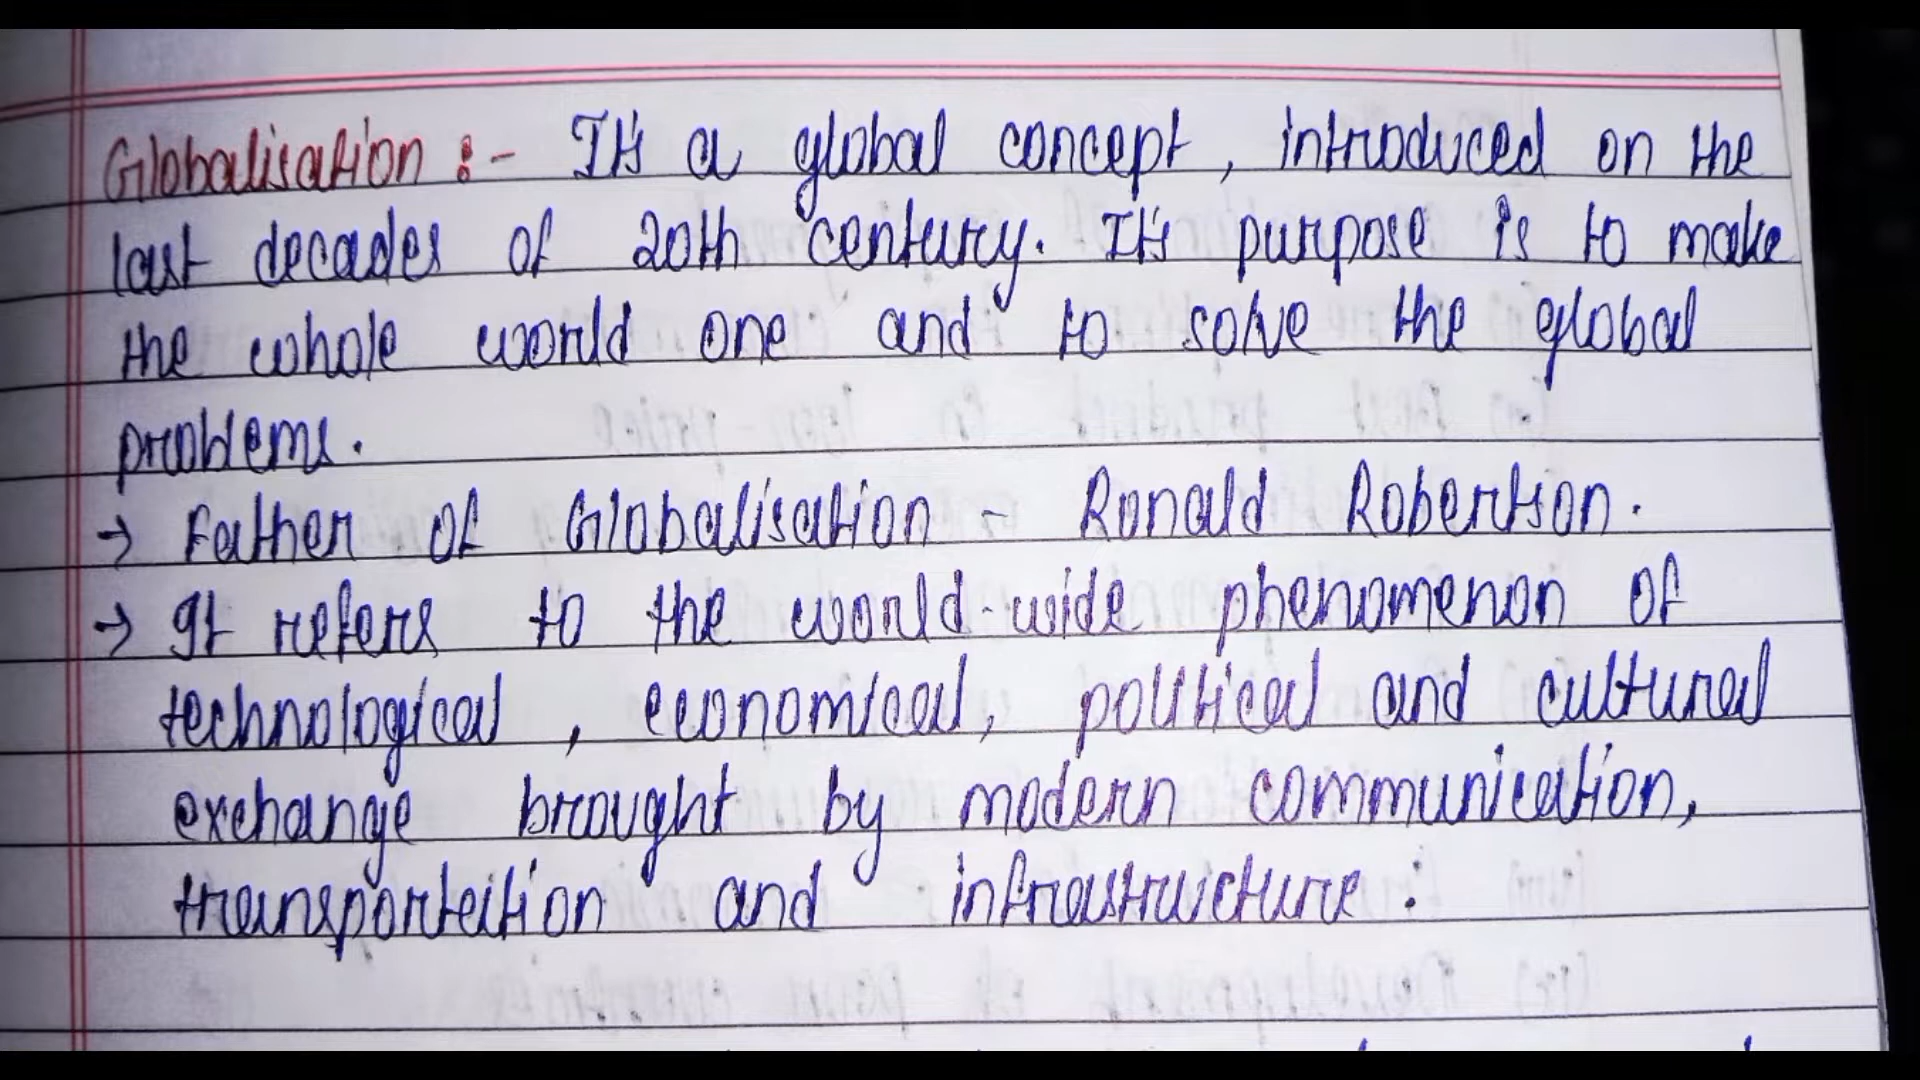 Globalisation :- It's a global concept, introduced on the
last decades of 20th century. It's purpose is to make
the whole world one and to solve the global
problems.
→ Father of Globalisation - Ronald Robertson.
→ It refers to the world-wide phenomenon of
technological, economical, political and cultural
exchange brought by modern communication,
transportation and infrastructure.